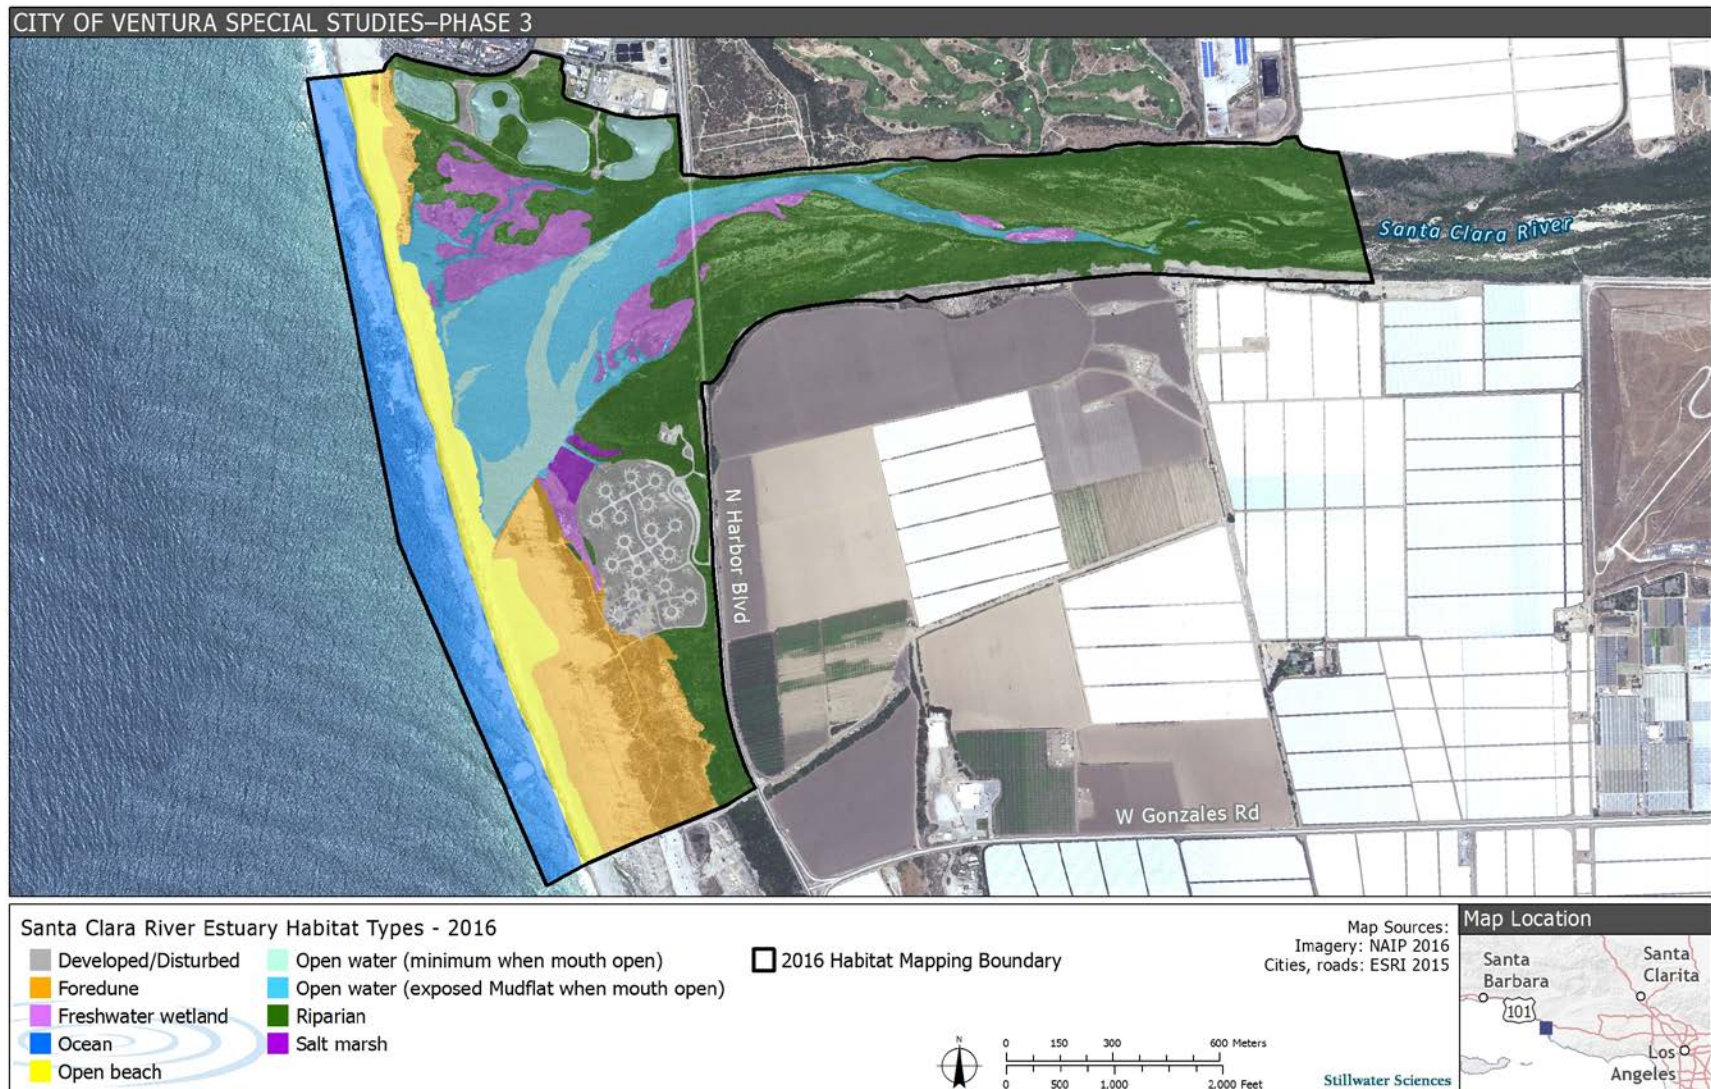 CITY OF VENTURA SPECIAL STUDIES–PHASE 3
Santa Clara River
N Harbor Blvd
W Gonzales Rd
Santa Clara River Estuary Habitat Types - 2016
Developed/Disturbed
Foredune
Freshwater wetland
Ocean
Open beach
Open water (minimum when mouth open)
Open water (exposed Mudflat when mouth open)
Riparian
Salt marsh
2016 Habitat Mapping Boundary
Map Sources:
Imagery: NAIP 2016
Cities, roads: ESRI 2015
N
0 150 300 600 Meters
0 500 1,000 2,000 Feet
Stillwater Sciences
Map Location
Santa
Barbara
Santa
Clarita
101
Los
Angeles